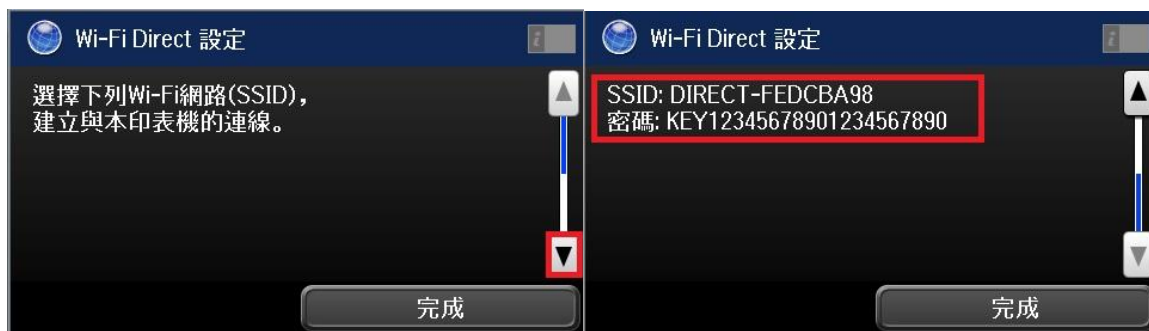 Wi-Fi Direct 設定
選擇下列Wi-Fi網路(SSID)，
建立與本印表機的連線。
完成
Wi-Fi Direct 設定
SSID: DIRECT-FEDCBA98
密碼: KEY12345678901234567890
完成